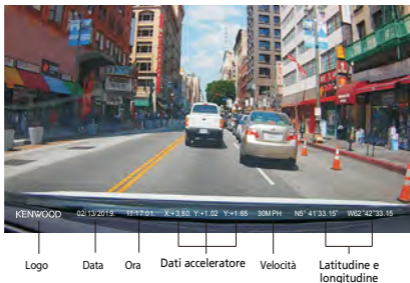 KENWOOD 02/13/2019. 11:17:01. X:+3.80. Y:+1.02 Y:+1.65 30MPH N5° 41'33.15" W62°42'33.15
Logo Data Ora Dati acceleratore Velocità Latitudine e
longitudine